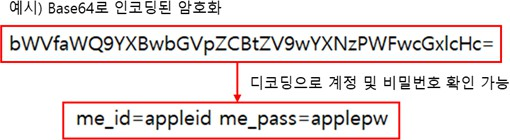 예시) Base64로 인코딩된 암호화
bWVfaWQ9YXBwbGVpZCBtZV9wYXNzPWFwcGxlcHc=
디코딩으로 계정 및 비밀번호 확인 가능
me_id=appleid me_pass=applepw